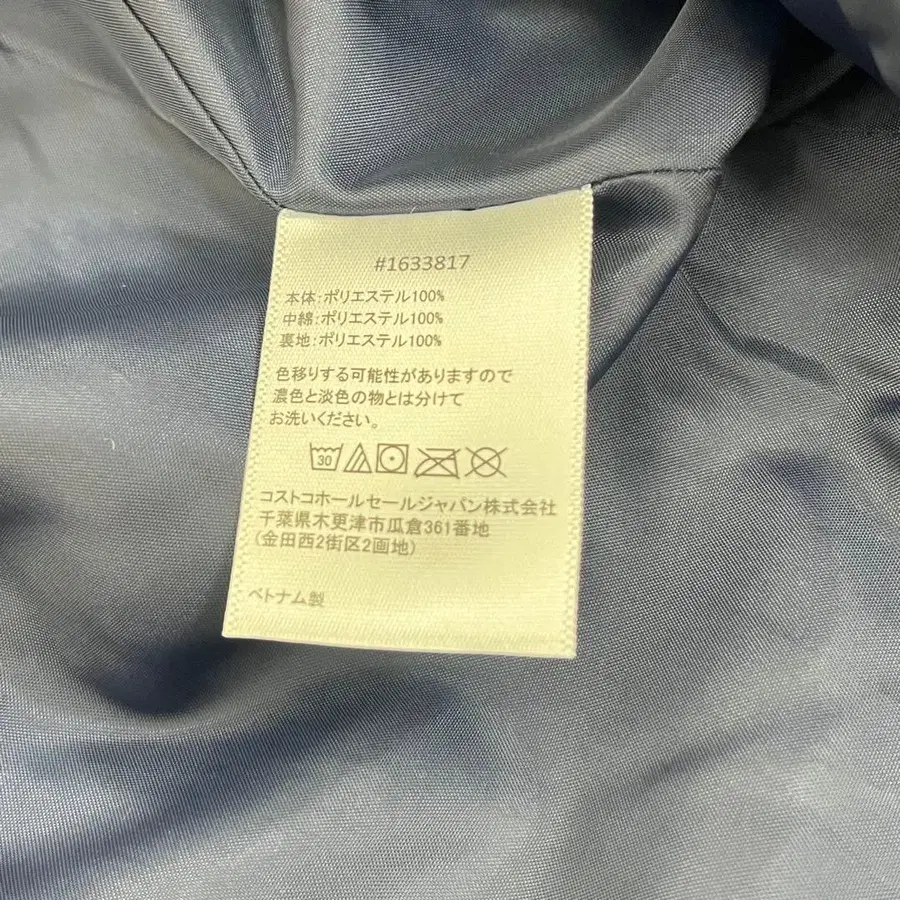 #1633817
本体:ポリエステル100%
中綿:ポリエステル100%
裏地:ポリエステル100%
色移りする可能性がありますので
濃色と淡色の物とは分けて
お洗いください。
30
コストコホールセールジャパン株式会社
千葉県木更津市瓜倉361番地
(金田西2街区2画地)
ベトナム製